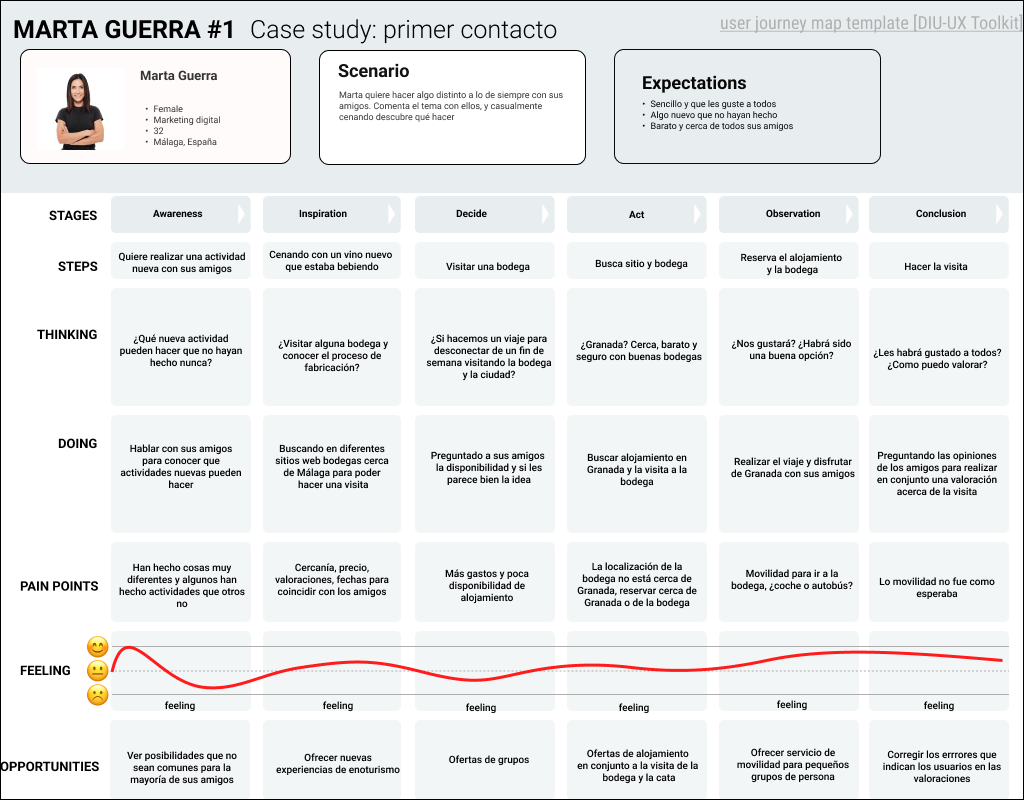 MARTA GUERRA #1 Case study: primer contacto
user journey map template [DIU-UX Toolkit]
Marta Guerra
• Female
• Marketing digital
• 32
• Málaga, España
Scenario
Marta quiere hacer algo distinto a lo de siempre con sus
amigos. Comenta el tema con ellos, y casualmente
cenando descubre qué hacer
Expectations
• Sencillo y que les guste a todos
• Algo nuevo que no hayan hecho
• Barato y cerca de todos sus amigos
STAGES
Awareness
Inspiration
Decide
Act
Observation
Conclusion
STEPS
Quiere realizar una actividad
nueva con sus amigos
Cenando con un vino nuevo
que estaba bebiendo
Visitar una bodega
Busca sitio y bodega
Reserva el alojamiento
y la bodega
Hacer la visita
THINKING
¿Qué nueva actividad
pueden hacer que no hayan
hecho nunca?
¿Visitar alguna bodega y
conocer el proceso de
fabricación?
¿Si hacemos un viaje para
desconectar de un fin de
semana visitando la bodega
y la ciudad?
¿Granada? Cerca, barato y
seguro con buenas bodegas
¿Nos gustará? ¿Habrá sido
una buena opción?
¿Les habrá gustado a todos?
¿Como puedo valorar?
DOING
Hablar con sus amigos
para conocer que
actividades nuevas pueden
hacer
Buscando en diferentes
sitios web bodegas cerca
de Málaga para poder
hacer una visita
Preguntado a sus amigos
la disponibilidad y si les
parece bien la idea
Buscar alojamiento en
Granada y la visita a la
bodega
Realizar el viaje y disfrutar
de Granada con sus amigos
Preguntando las opiniones
de los amigos para realizar
en conjunto una valoración
acerca de la visita
PAIN POINTS
Han hecho cosas muy
diferentes y algunos han
hecho actividades que otros
no
Cercanía, precio,
valoraciones, fechas para
coincidir con los amigos
Más gastos y poca
disponibilidad de
alojamiento
La localización de la
bodega no está cerca de
Granada, reservar cerca de
Granada o de la bodega
Movilidad para ir a la
bodega, ¿coche o autobús?
Lo movilidad no fue como
esperaba
FEELING
feeling
feeling
feeling
feeling
feeling
feeling
OPPORTUNITIES
Ver posibilidades que no
sean comunes para la
mayoría de sus amigos
Ofrecer nuevas
experiencias de enoturismo
Ofertas de grupos
Ofertas de alojamiento
en conjunto a la visita de la
bodega y la cata
Ofrecer servicio de
movilidad para pequeños
grupos de persona
Corregir los errrores que
indican los usuarios en las
valoraciones